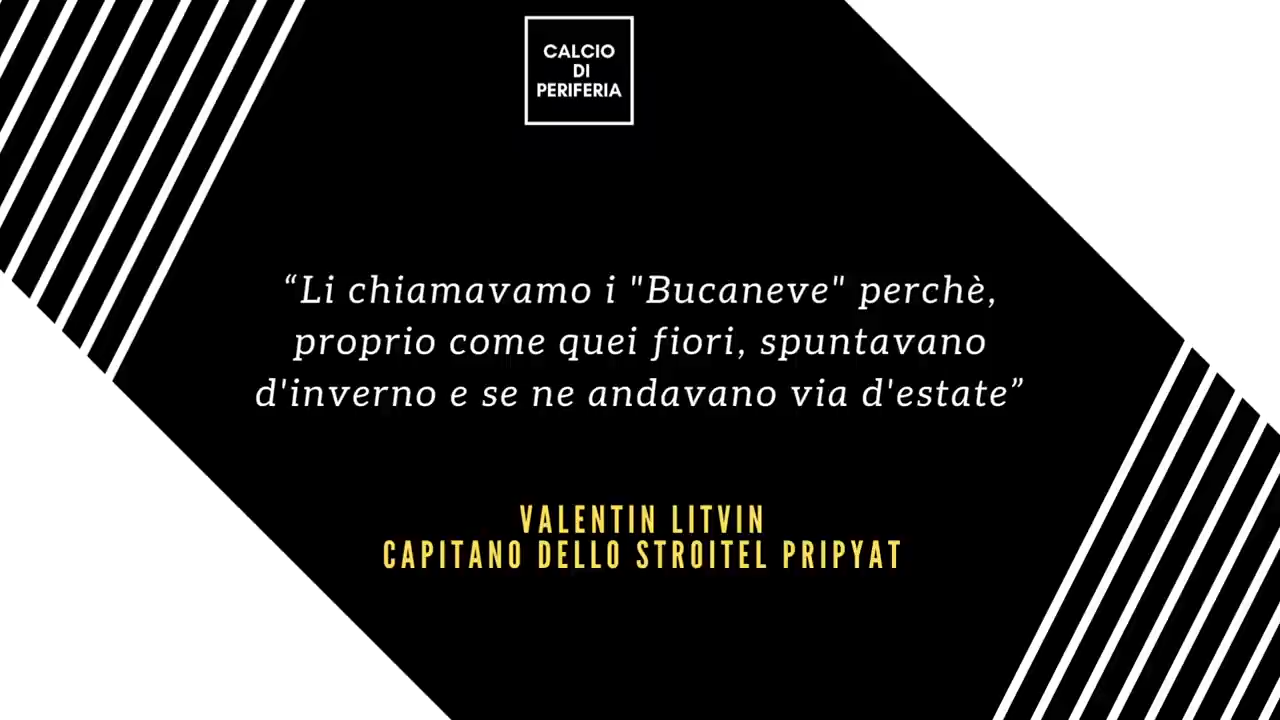 CALCIO
DI
PERIFERIA
“Li chiamavamo i "Bucaneve" perchè,
proprio come quei fiori, spuntavano
d'inverno e se ne andavano via d'estate”
VALENTIN LITVIN
CAPITANO DELLO STROITEL PRIPYAT